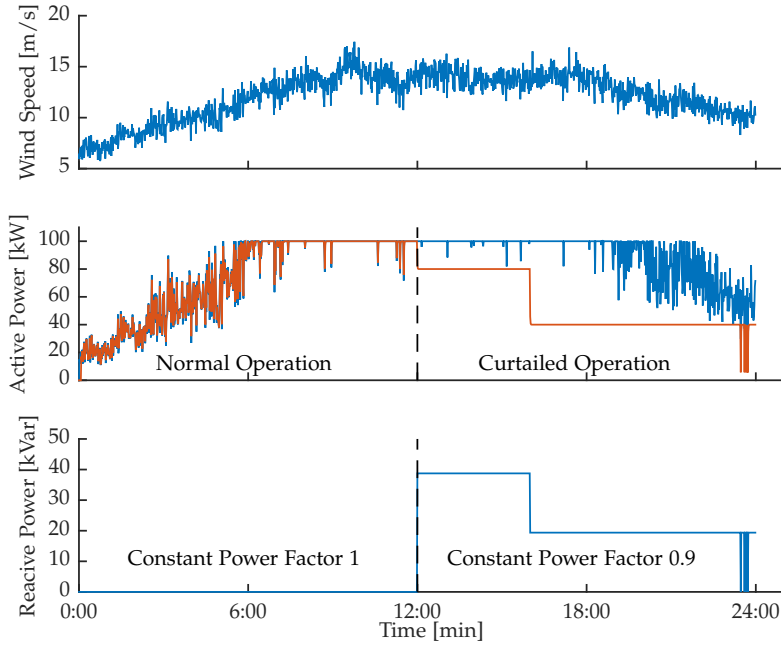 20
15
10
5
Wind Speed [m/s]
100
80
60
40
20
0
Active Power [kW]
Normal Operation
Curtailed Operation
50
40
30
20
10
0
Reacive Power [kVar]
Constant Power Factor 1
Constant Power Factor 0.9
0:00
6:00
12:00
18:00
24:00
Time [min]